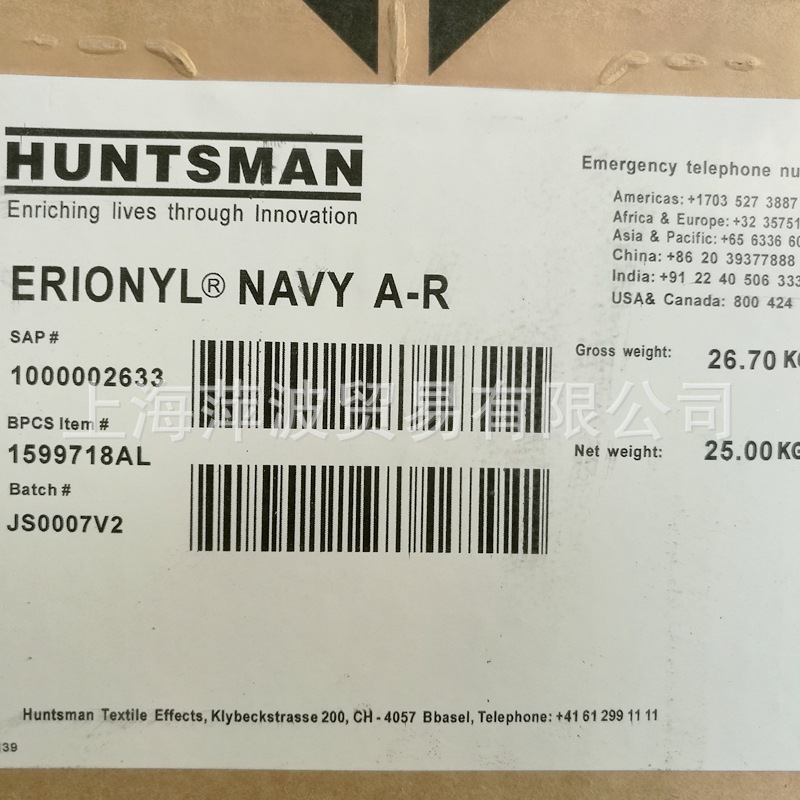 HUNTSMAN
Enriching lives through Innovation
Emergency telephone
Americas: +1703 527 3887
Africa & Europe: +32 35751
Asia & Pacific: +65 6336 60
China: +86 20 39377888
India: +91 22 40 506 333
USA& Canada: 800 424
ERIONYL® NAVY A-R
SAP #
1000002633
BPCS Item #
1599718AL
Batch #
JS0007V2
Gross weight: 26.70 KG
Net weight: 25.00 KG
上海萍波贸易有限公司
Huntsman Textile Effects, Klybeckstrasse 200, CH - 4057 Bbasel, Telephone: +41 61 299 11 11
39